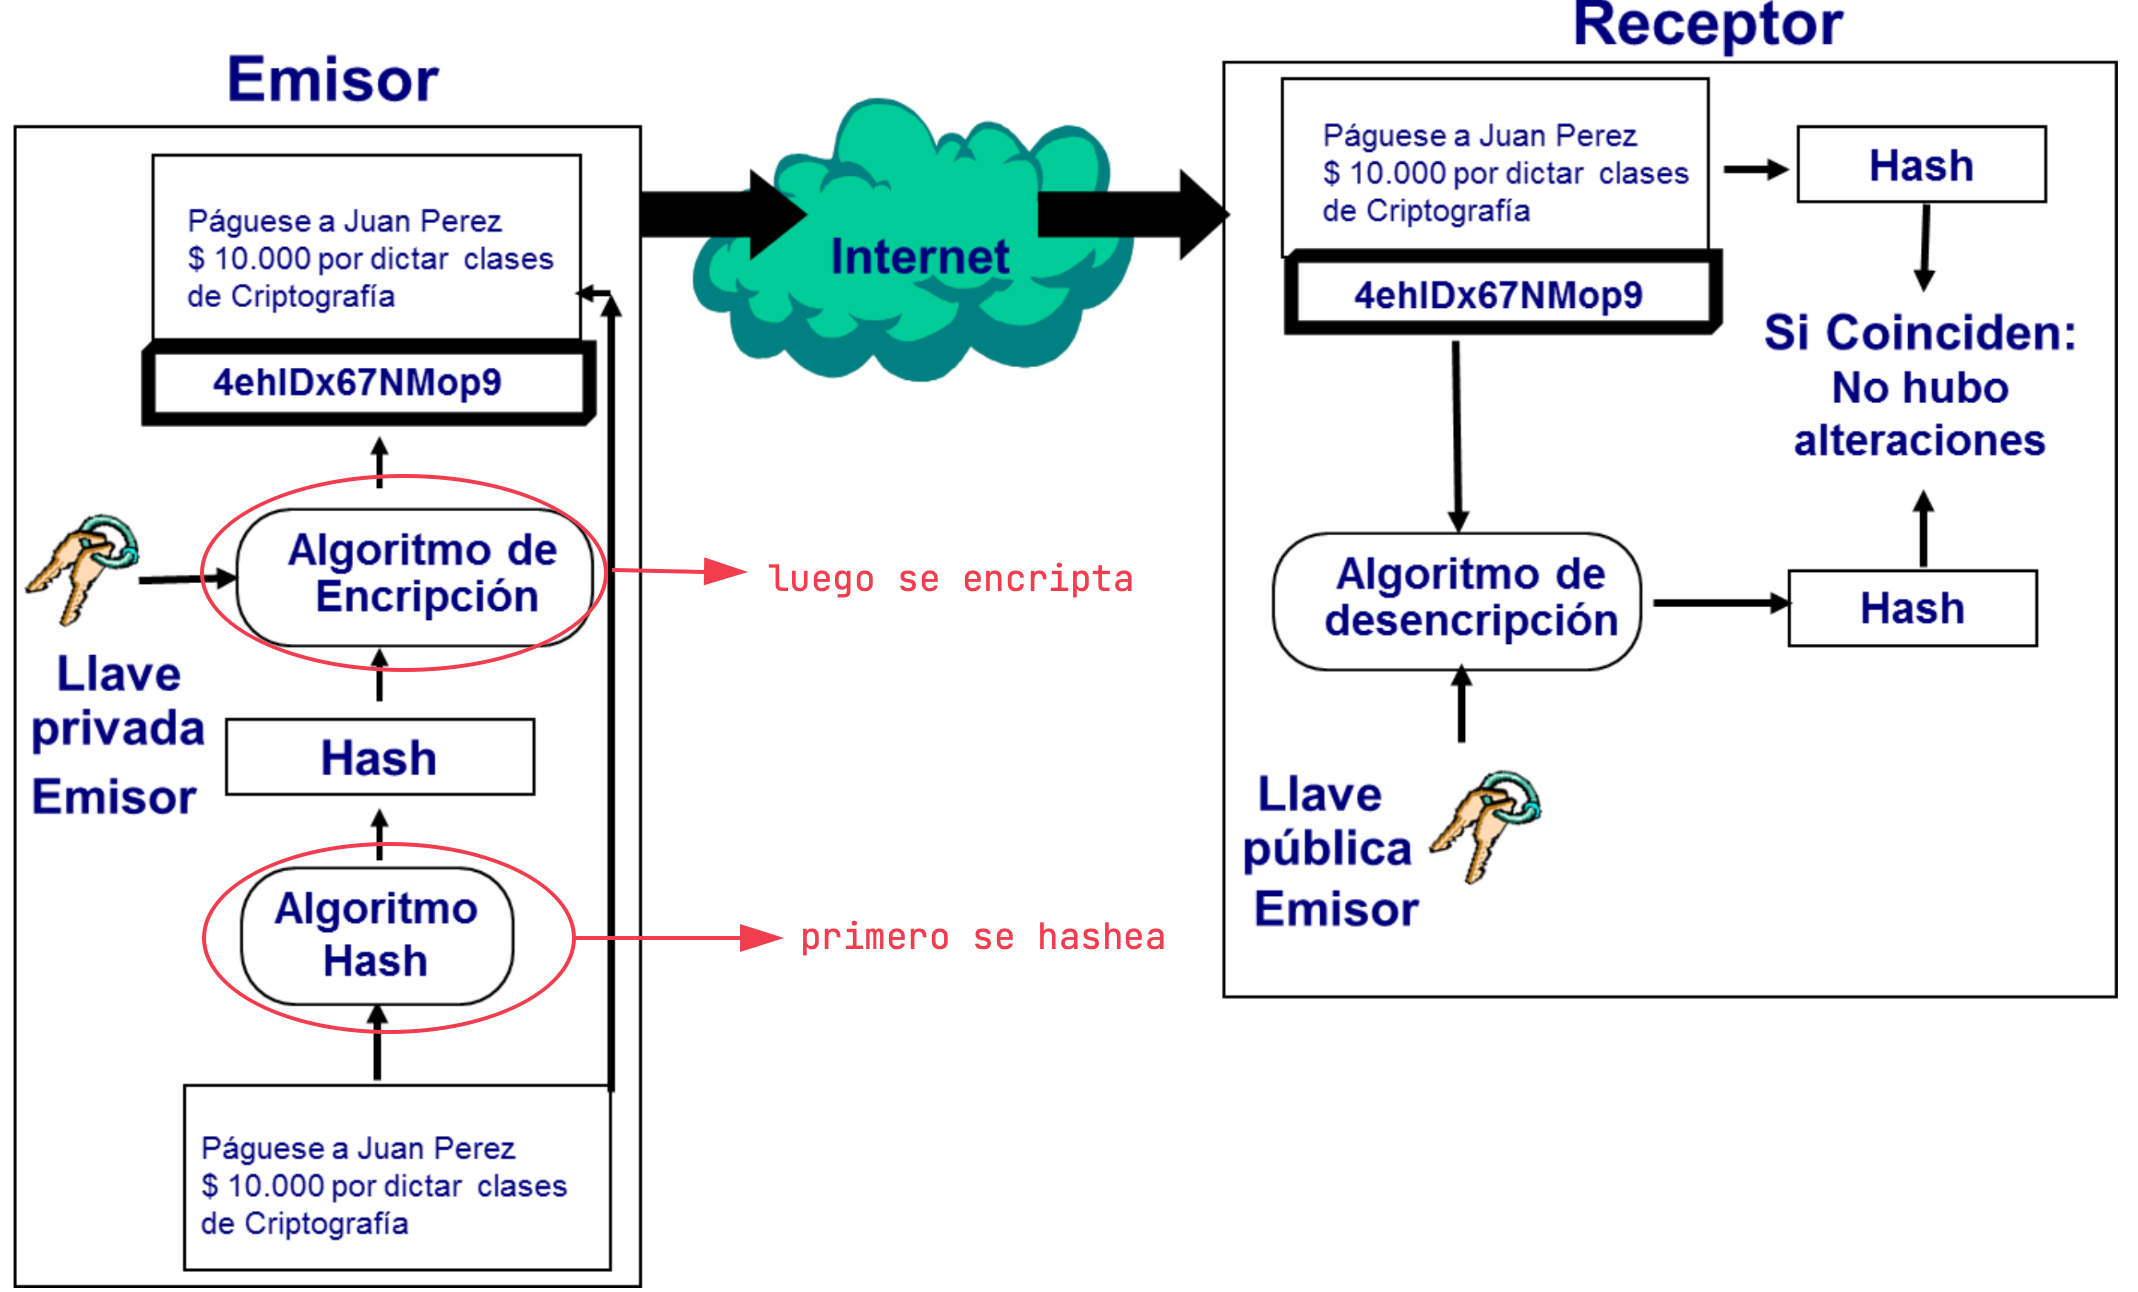 Emisor
Páguese a Juan Perez
$ 10.000 por dictar clases
de Criptografía
4ehIDx67NMop9
Algoritmo de
Encripción
Llave
privada
Emisor
Hash
Algoritmo
Hash
Páguese a Juan Perez
$ 10.000 por dictar clases
de Criptografía
luego se encripta
primero se hashea
Internet
Receptor
Páguese a Juan Perez
$ 10.000 por dictar clases
de Criptografía
4ehIDx67NMop9
Hash
Si Coinciden:
No hubo
alteraciones
Algoritmo de
desencripción
Hash
Llave
pública
Emisor